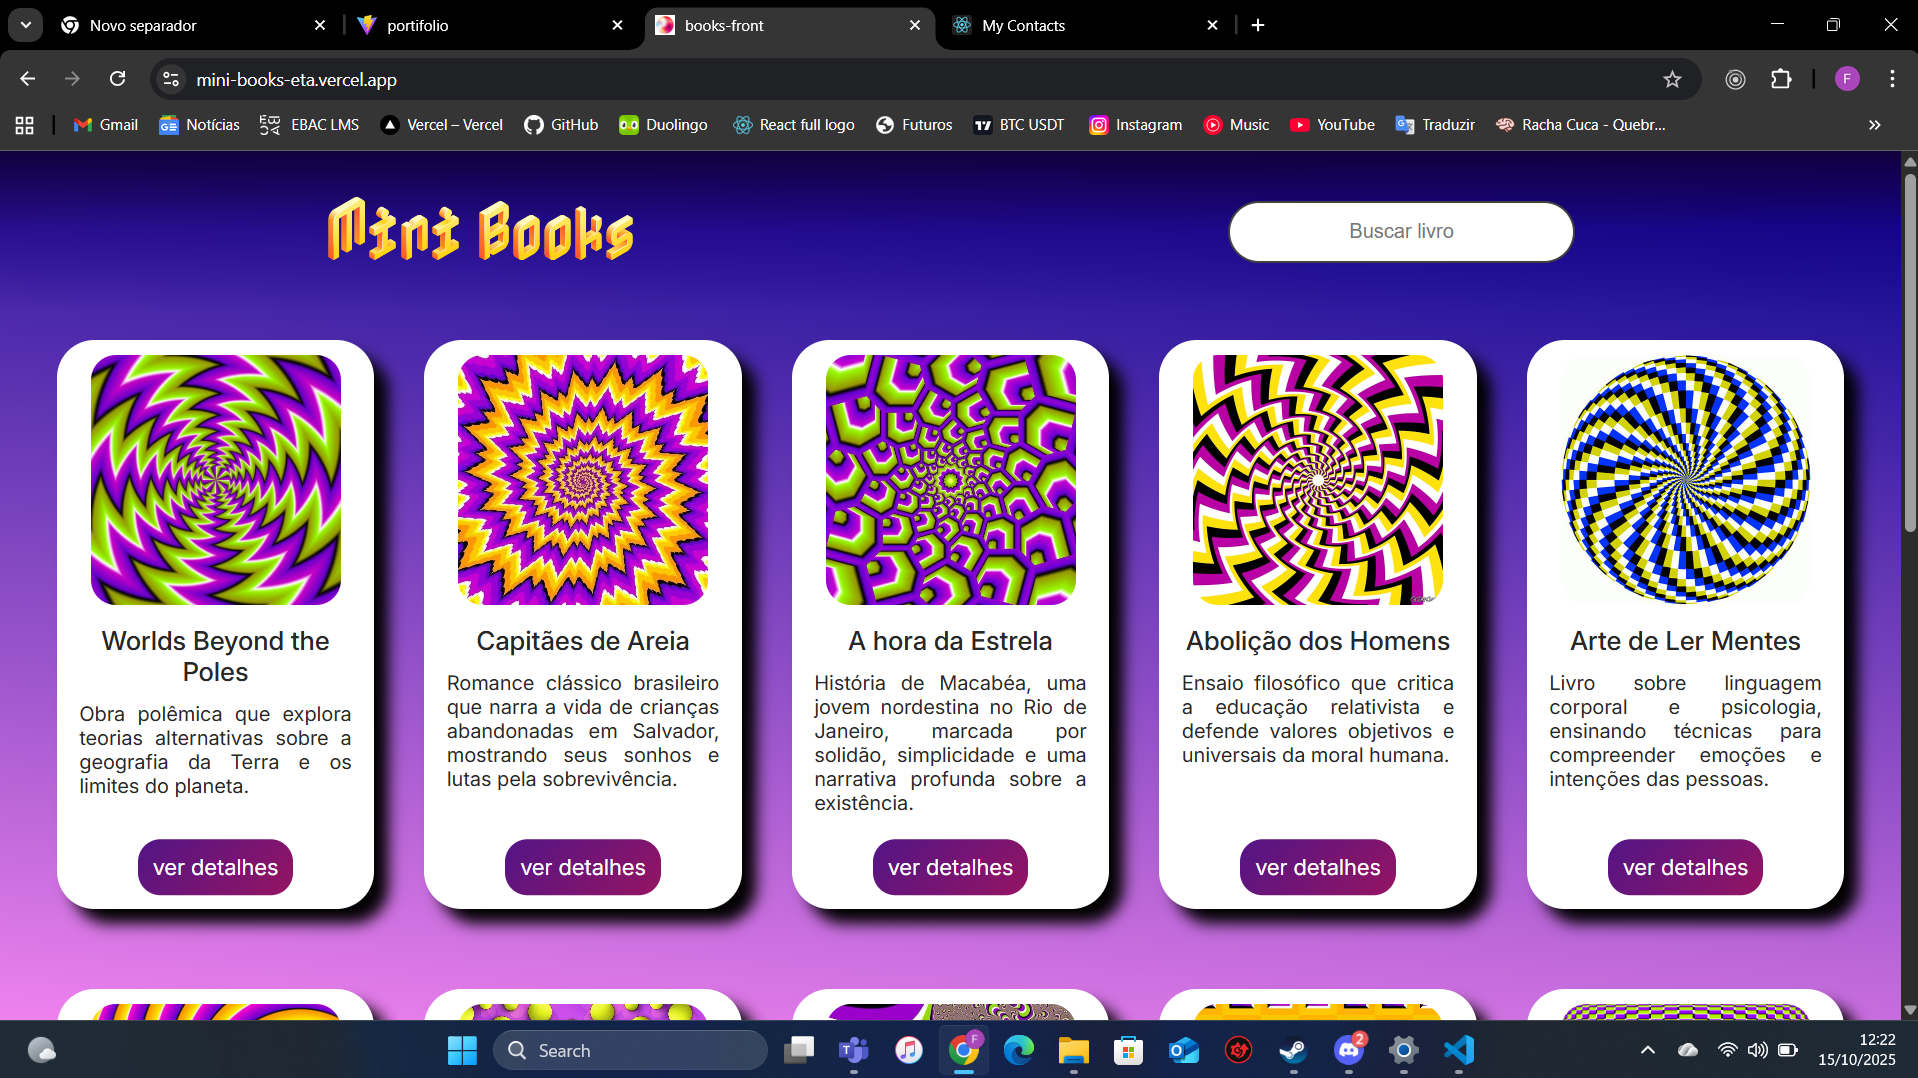 Novo separador
portifolio
books-front
My Contacts
mini-books-eta.vercel.app
F
Gmail
Notícias
EBAC LMS
Vercel – Vercel
GitHub
Duolingo
React full logo
Futuros
BTC USDT
Instagram
Music
YouTube
Traduzir
Racha Cuca - Quebr...
Mini Books
Buscar livro
Worlds Beyond the
Poles
Obra polêmica que explora
teorias alternativas sobre a
geografia da Terra e os
limites do planeta.
ver detalhes
Capitães de Areia
Romance clássico brasileiro
que narra a vida de crianças
abandonadas em Salvador,
mostrando seus sonhos e
lutas pela sobrevivência.
ver detalhes
A hora da Estrela
História de Macabéa, uma
jovem nordestina no Rio de
Janeiro, marcada por
solidão, simplicidade e uma
narrativa profunda sobre a
existência.
ver detalhes
Abolição dos Homens
Ensaio filosófico que critica
a educação relativista e
defende valores objetivos e
universais da moral humana.
ver detalhes
Arte de Ler Mentes
Livro sobre linguagem
corporal e psicologia,
ensinando técnicas para
compreender emoções e
intenções das pessoas.
ver detalhes
Search
F
2
12:22
15/10/2025